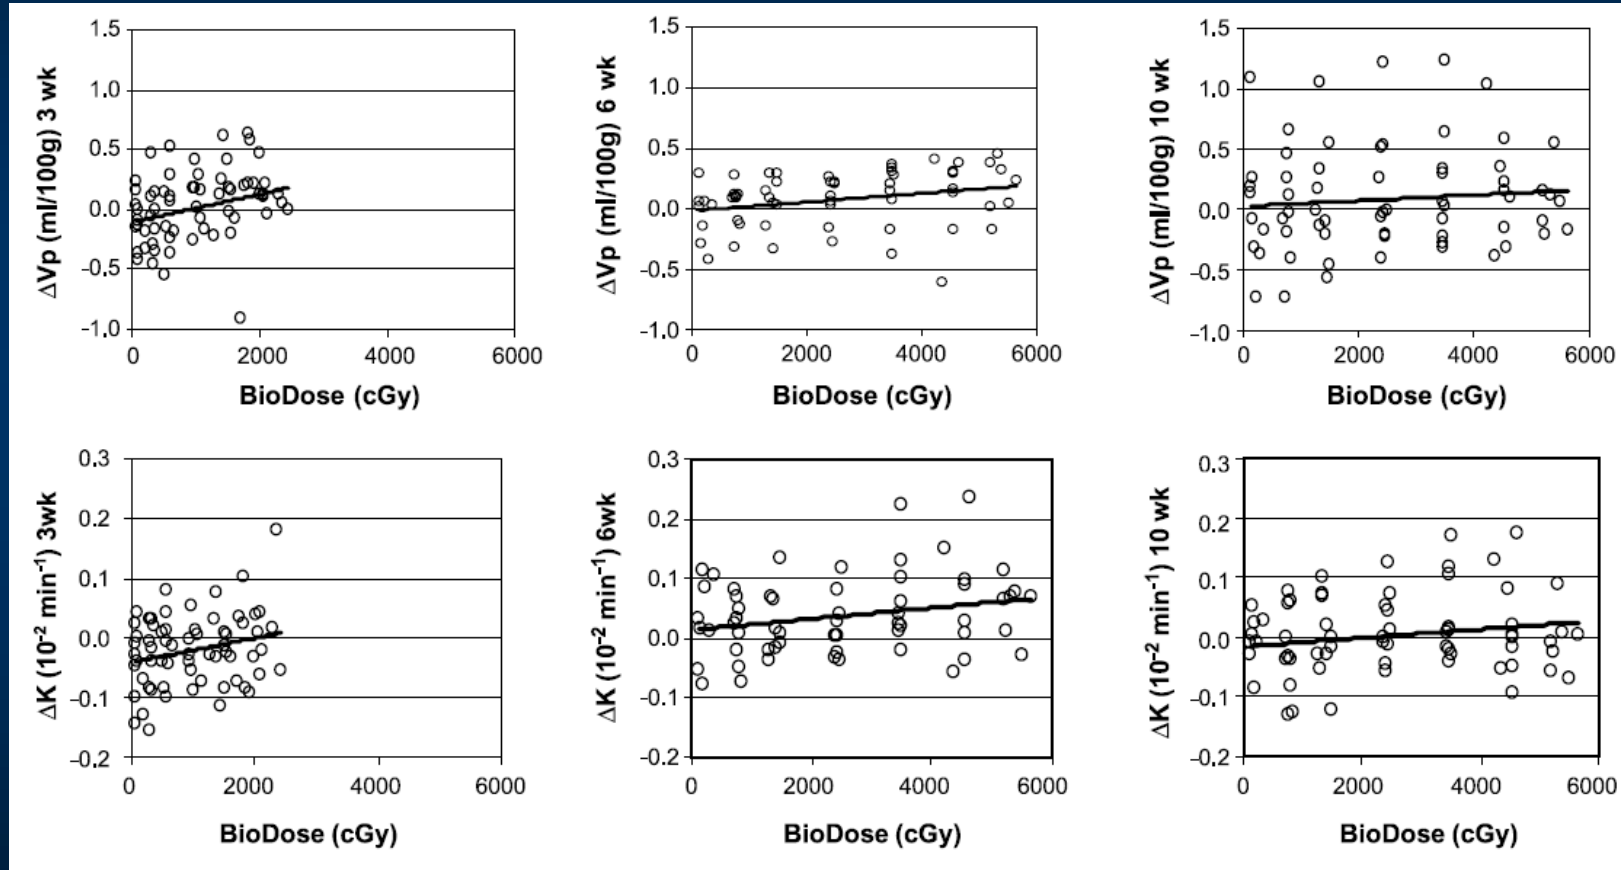 ΔVp (ml/100g) 3 wk
1.5
1.0
0.5
0.0
–0.5
–1.0
0 2000 4000 6000
BioDose (cGy)
ΔVp (ml/100g) 6 wk
1.5
1.0
0.5
0.0
–0.5
–1.0
0 2000 4000 6000
BioDose (cGy)
ΔVp (ml/100g) 10 wk
1.5
1.0
0.5
0.0
–0.5
–1.0
0 2000 4000 6000
BioDose (cGy)
ΔK (10⁻² min⁻¹) 3wk
0.3
0.2
0.1
0.0
–0.1
–0.2
0 2000 4000 6000
BioDose (cGy)
ΔK (10⁻² min⁻¹) 6wk
0.3
0.2
0.1
0.0
–0.1
–0.2
0 2000 4000 6000
BioDose (cGy)
ΔK (10⁻² min⁻¹) 10 wk
0.3
0.2
0.10
0.0
–0.1
–0.2
0 2000 4000 6000
BioDose (cGy)